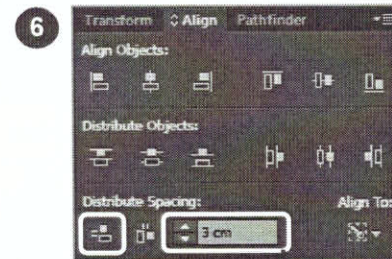 6
Transform Align Pathfinder
Align Objects:
Distribute Objects:
Distribute Spacing: Align To:
3 cm